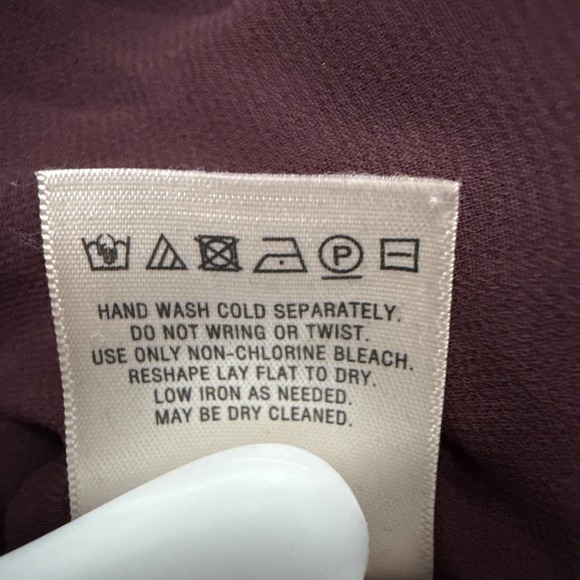 P
HAND WASH COLD SEPARATELY.
DO NOT WRING OR TWIST.
USE ONLY NON-CHLORINE BLEACH.
RESHAPE LAY FLAT TO DRY.
LOW IRON AS NEEDED.
MAY BE DRY CLEANED.